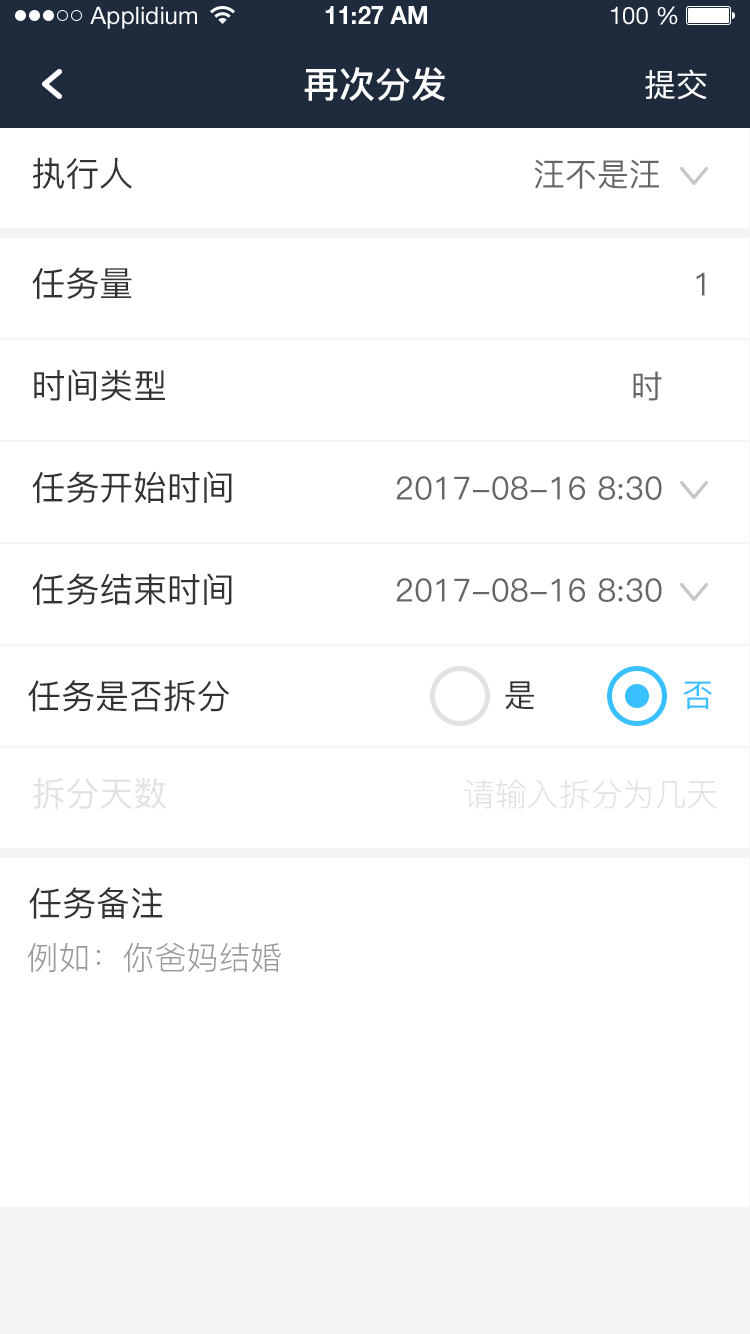 Applidium 11:27 AM 100 %
再次分发 提交
执行人 汪不是汪
任务量 1
时间类型 时
任务开始时间 2017-08-16 8:30
任务结束时间 2017-08-16 8:30
任务是否拆分 是 否
拆分天数 请输入拆分为几天
任务备注
例如：你爸妈结婚